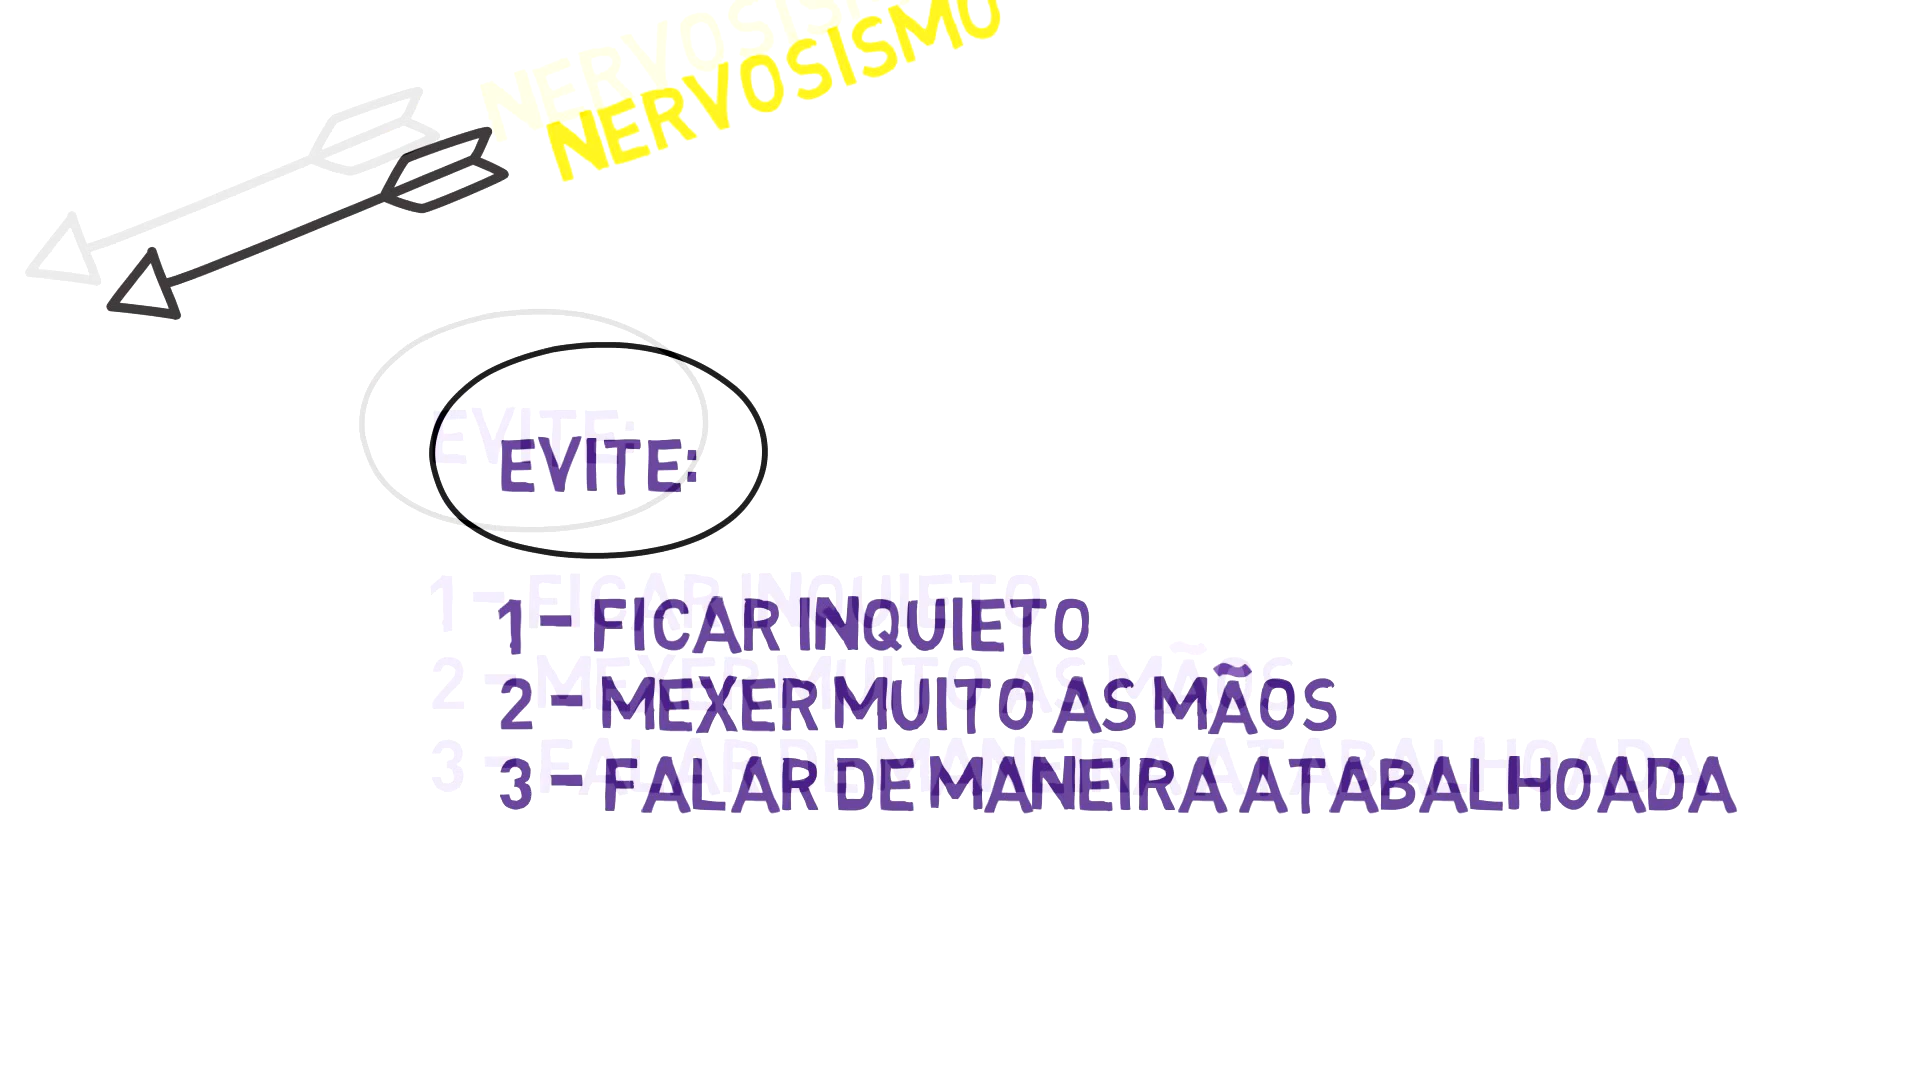 NERVOSISMO
EVITE:
1 - FICAR INQUIETO
2 - MEXER MUITO AS MÃOS
3 - FALAR DE MANEIRA ATABALHOADA